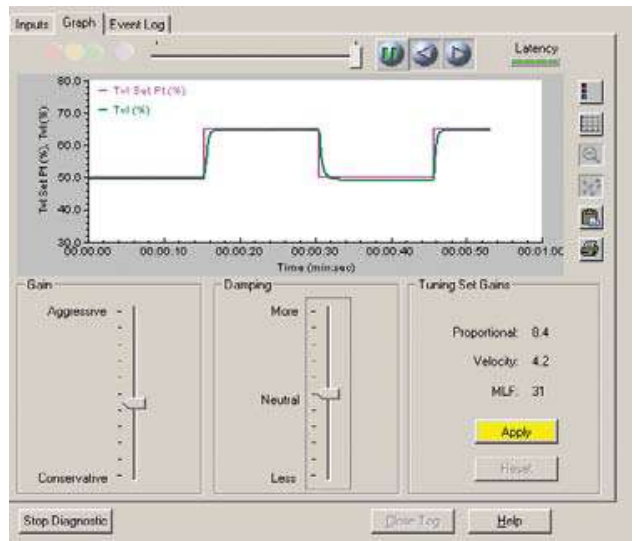 Inputs Graph Event Log
Latency
80.0
70.0
60.0
50.0
40.0
30.0
Tvl Set Pt (%), Tvl (%)
Tvl Set Pt (%)
Tvl (%)
00:00:00 00:00:10 00:00:20 00:00:30 00:00:40 00:00:50 00:01:00
Time (min:sec)
Gain
Aggressive
Conservative
Damping
More
Neutral
Less
Tuning Set Gains
Proportional: 8.4
Velocity: 4.2
MLF: 31
Apply
Reset
Stop Diagnostic
Close Log
Help